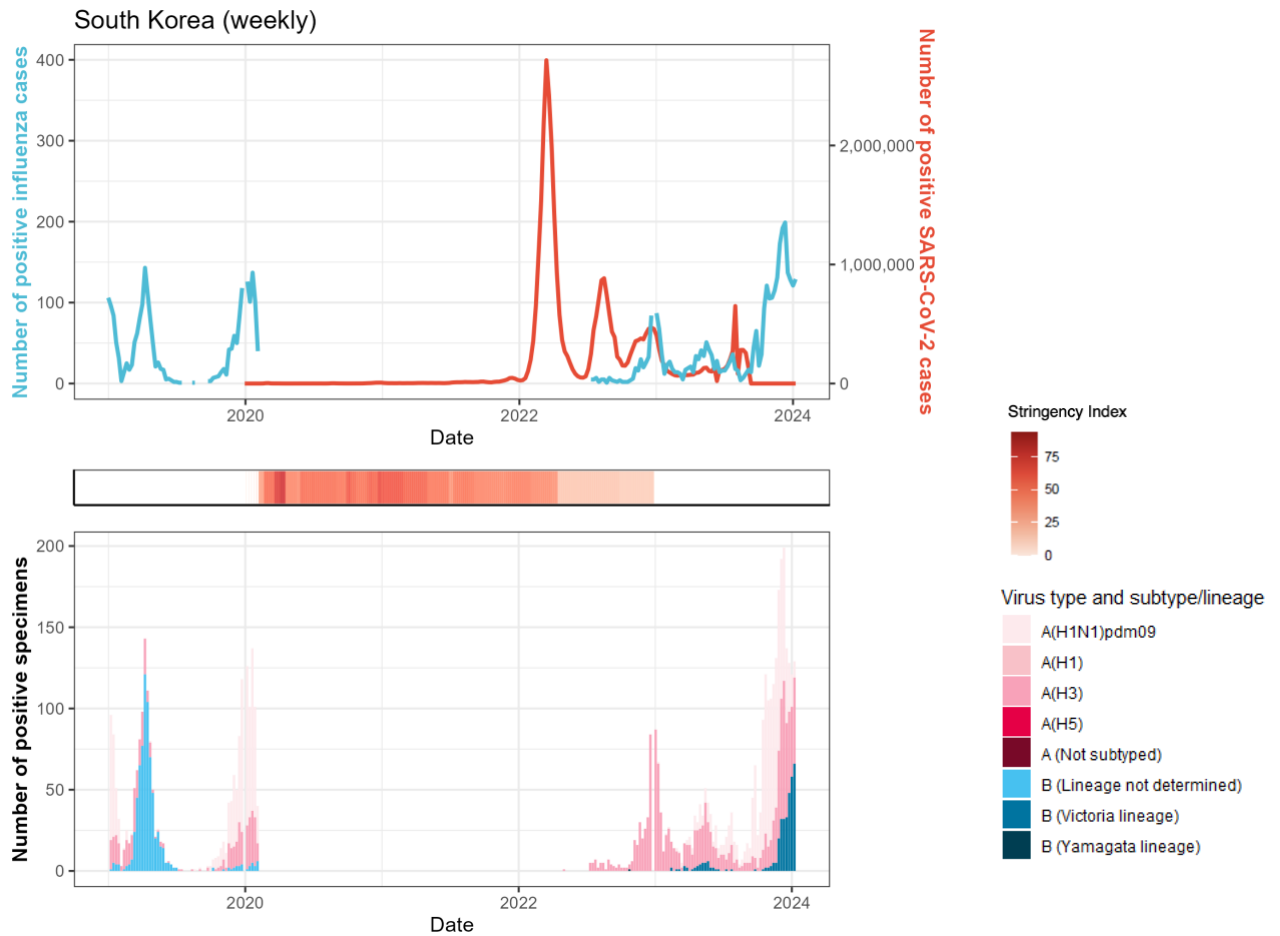 South Korea (weekly)
Number of positive influenza cases
400
300
200
100
0
2,000,000
1,000,000
0
Number of positive SARS-CoV-2 cases
2020
2022
2024
Date
Stringency Index
75
50
25
0
Number of positive specimens
200
150
100
50
0
2020
2022
2024
Date
Virus type and subtype/lineage
A(H1N1)pdm09
A(H1)
A(H3)
A(H5)
A (Not subtyped)
B (Lineage not determined)
B (Victoria lineage)
B (Yamagata lineage)